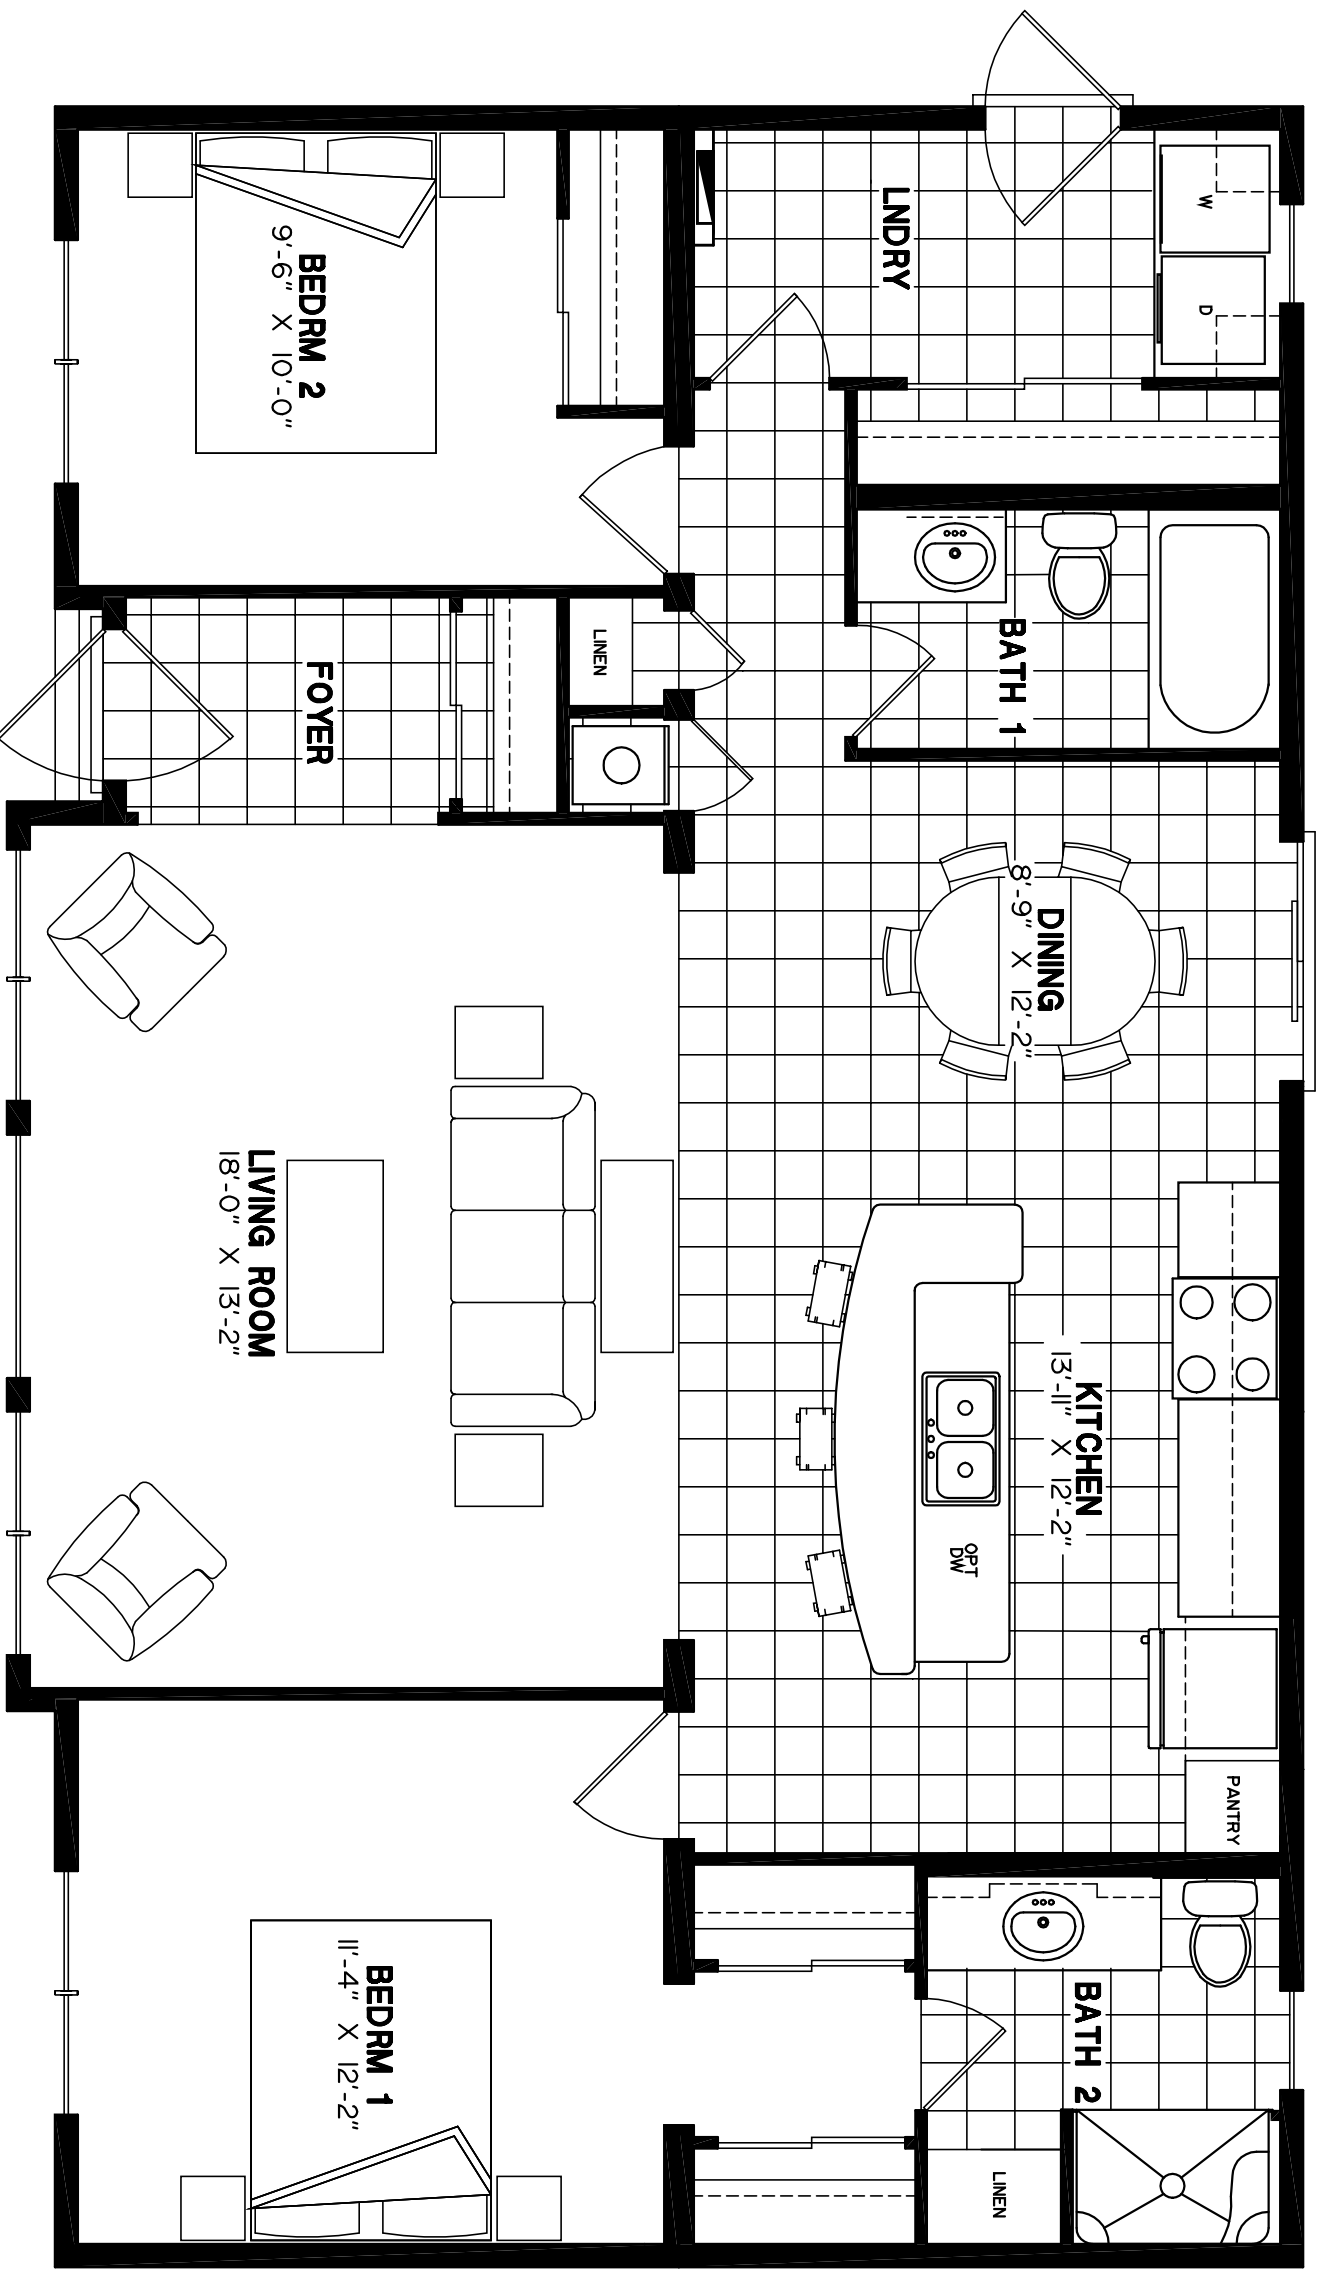 W
D
LNDRY
BEDRM 2
9'-6" X 10'-0"
BATH 1
LINEN
FOYER
DINING
8'-9" X 12'-2"
LIVING ROOM
18'-0" X 13'-2"
KITCHEN
13'-11" X 12'-2"
OPT
DW
PANTRY
BATH 2
BEDRM 1
11'-4" X 12'-2"
LINEN